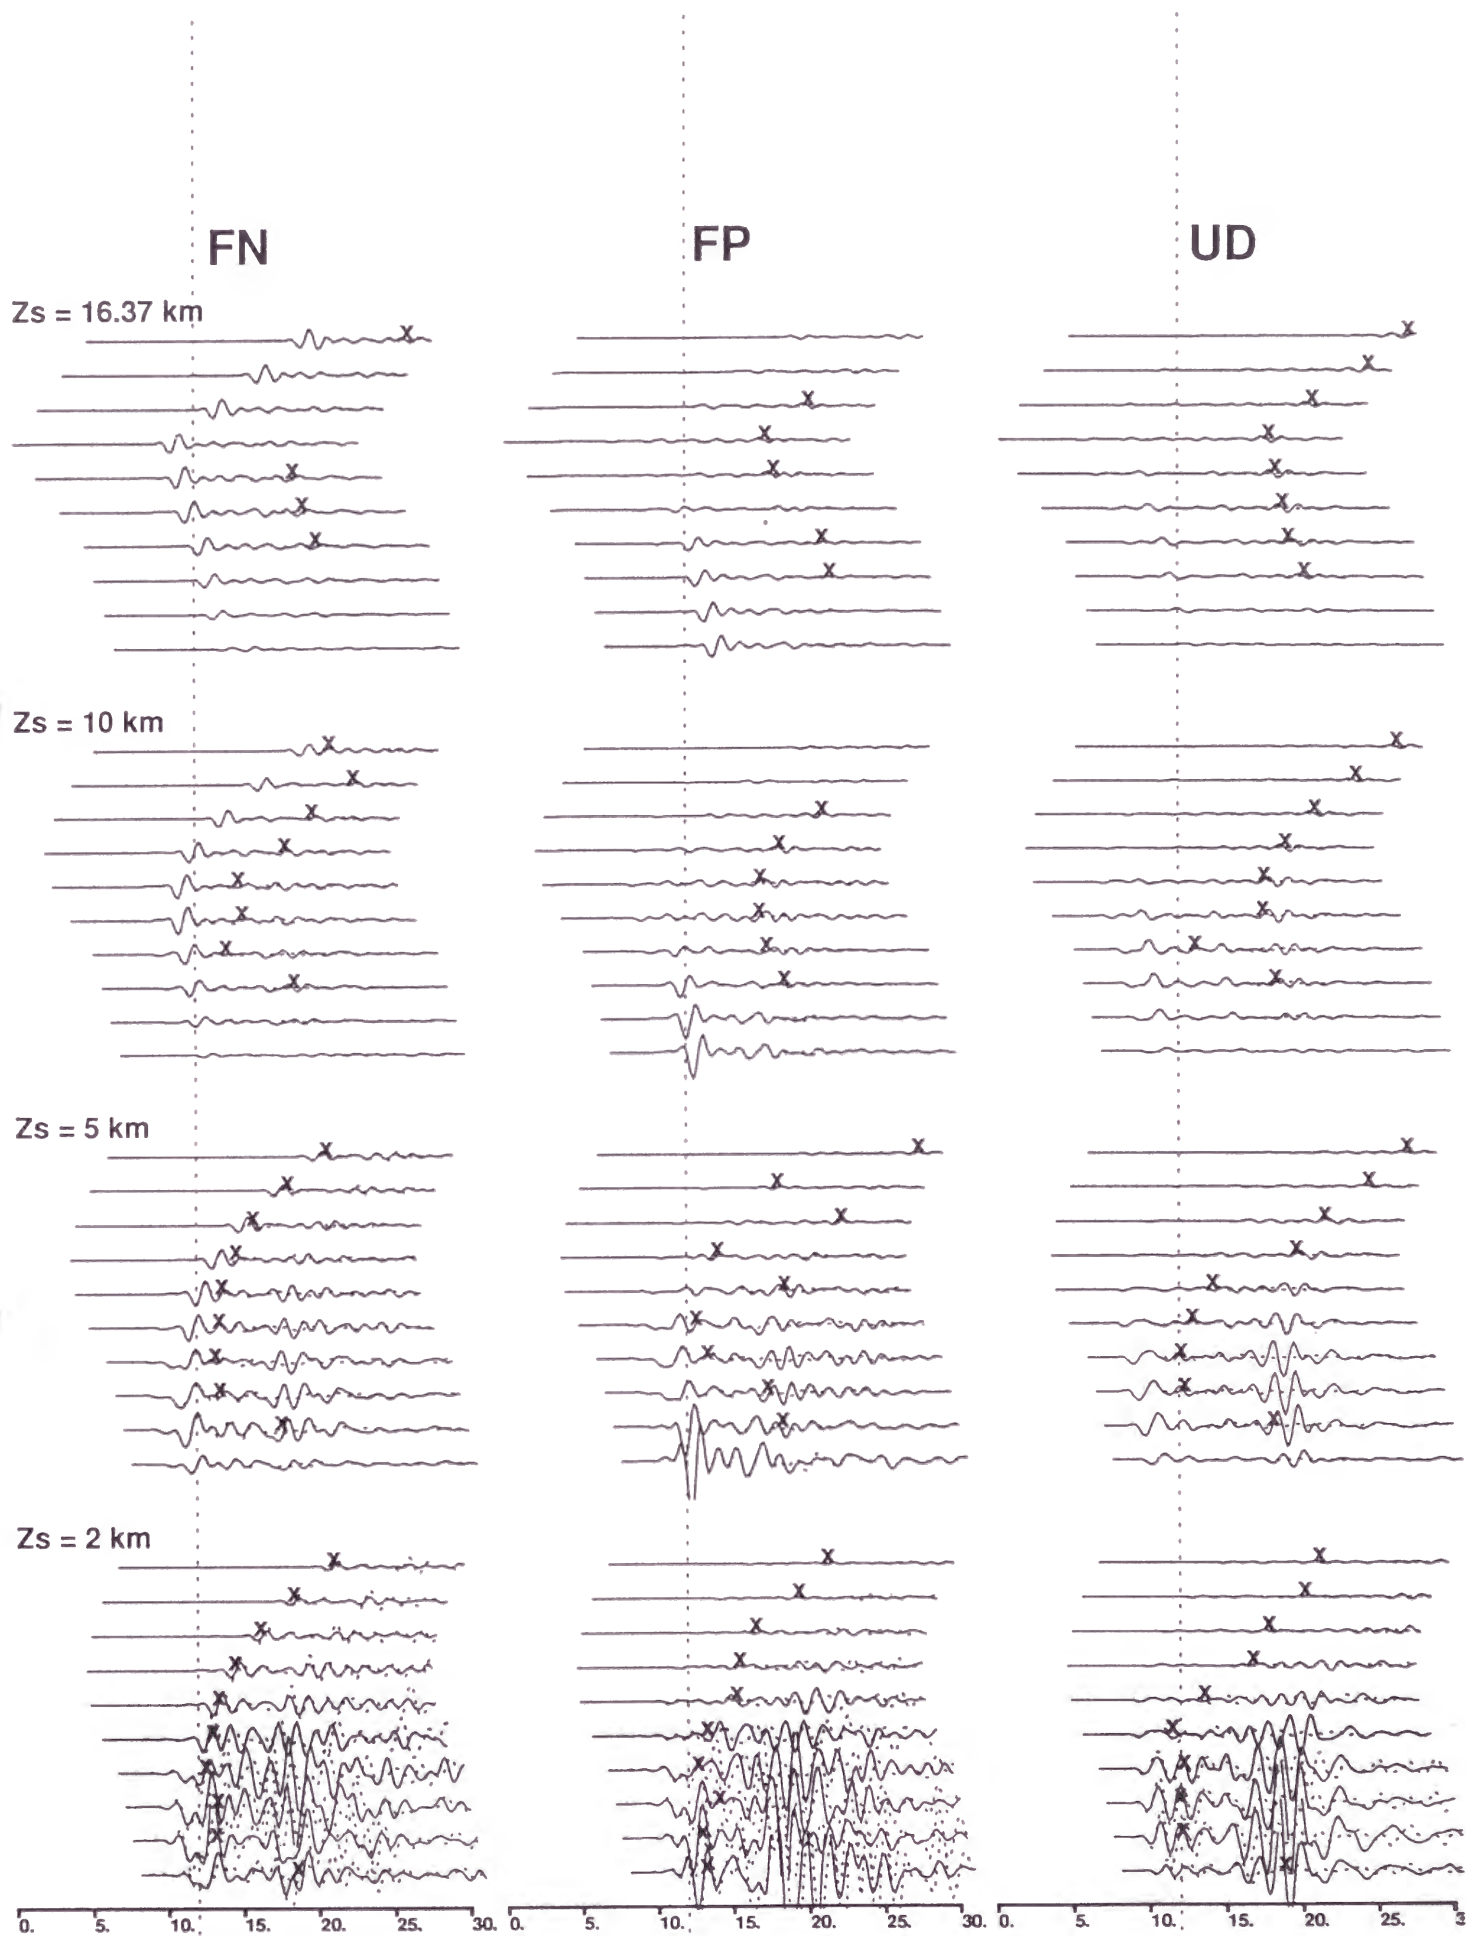 FN FP UD
Zs = 16.37 km
Zs = 10 km
Zs = 5 km
Zs = 2 km
0. 5. 10. 15. 20. 25. 30. 0. 5. 10. 15. 20. 25. 30. 0. 5. 10. 15. 20. 25. 3